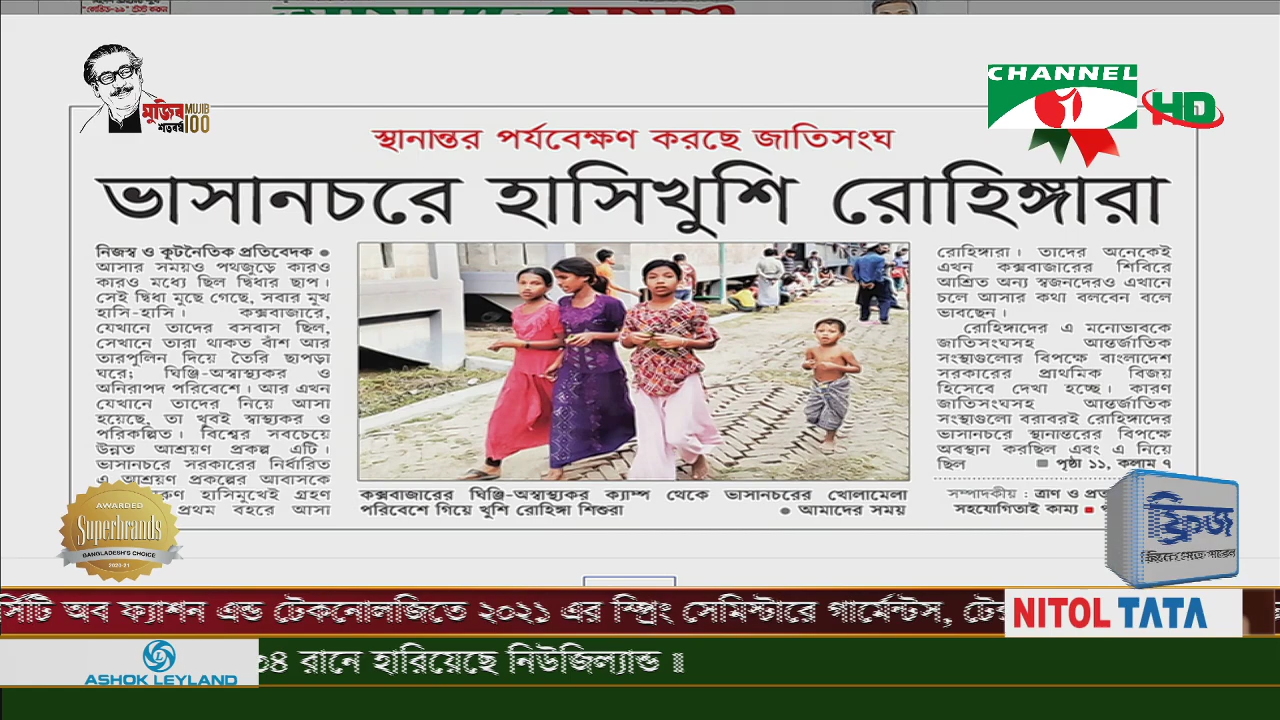 মুজিব MUJIB
শতবর্ষ 100
CHANNEL
i HD
স্থানান্তর পর্যবেক্ষণ করছে জাতিসংঘ
ভাসানচরে হাসিখুশি রোহিঙ্গারা
নিজস্ব ও কূটনৈতিক প্রতিবেদক ●
আসার সময়ও পথজুড়ে কারও
কারও মধ্যে ছিল দ্বিধার ছাপ।
সেই দ্বিধা মুছে গেছে, সবার মুখ
হাসি-হাসি। কক্সবাজারে,
যেখানে তাদের বসবাস ছিল,
সেখানে তারা থাকত বাঁশ আর
তারপুলিন দিয়ে তৈরি ছাপড়া
ঘরে; ঘিঞ্জি-অস্বাস্থ্যকর ও
অনিরাপদ পরিবেশে। আর এখন
যেখানে তাদের নিয়ে আসা
হয়েছে, তা খুবই স্বাস্থ্যকর ও
পরিকল্পিত। বিশ্বের সবচেয়ে
উন্নত আশ্রয়ণ প্রকল্প এটি।
ভাসানচরে সরকারের নির্ধারিত
এ আশ্রয়ণ প্রকল্পের আবাসকে
হাসিমুখেই গ্রহণ
প্রথম বহরে আসা
কক্সবাজারের ঘিঞ্জি-অস্বাস্থ্যকর ক্যাম্প থেকে ভাসানচরের খোলামেলা
পরিবেশে গিয়ে খুশি রোহিঙ্গা শিশুরা ● আমাদের সময়
রোহিঙ্গারা। তাদের অনেকেই
এখন কক্সবাজারের শিবিরে
আশ্রিত অন্য স্বজনদেরও এখানে
চলে আসার কথা বলবেন বলে
ভাবছেন।
রোহিঙ্গাদের এ মনোভাবকে
জাতিসংঘসহ আন্তর্জাতিক
সংস্থাগুলোর বিপক্ষে বাংলাদেশ
সরকারের প্রাথমিক বিজয়
হিসেবে দেখা হচ্ছে। কারণ
জাতিসংঘসহ আন্তর্জাতিক
সংস্থাগুলো বরাবরই রোহিঙ্গাদের
ভাসানচরে স্থানান্তরের বিপক্ষে
অবস্থান করছিল এবং এ নিয়ে
ছিল ■ পৃষ্ঠা ১১, কলাম ৭
সম্পাদকীয় : ত্রাণ ও
সহযোগিতাই কাম্য ■
AWARDED
Superbrands
BANGLADESH'S CHOICE
2020-21
ফ্রিজ
র্সিটি অব ফ্যাশন এন্ড টেকনোলজিতে ২০২১ এর স্প্রিং সেমিস্টারে গার্মেন্টস,
NITOL TATA
৩৪ রানে হারিয়েছে নিউজিল্যান্ড ॥
ASHOK LEYLAND